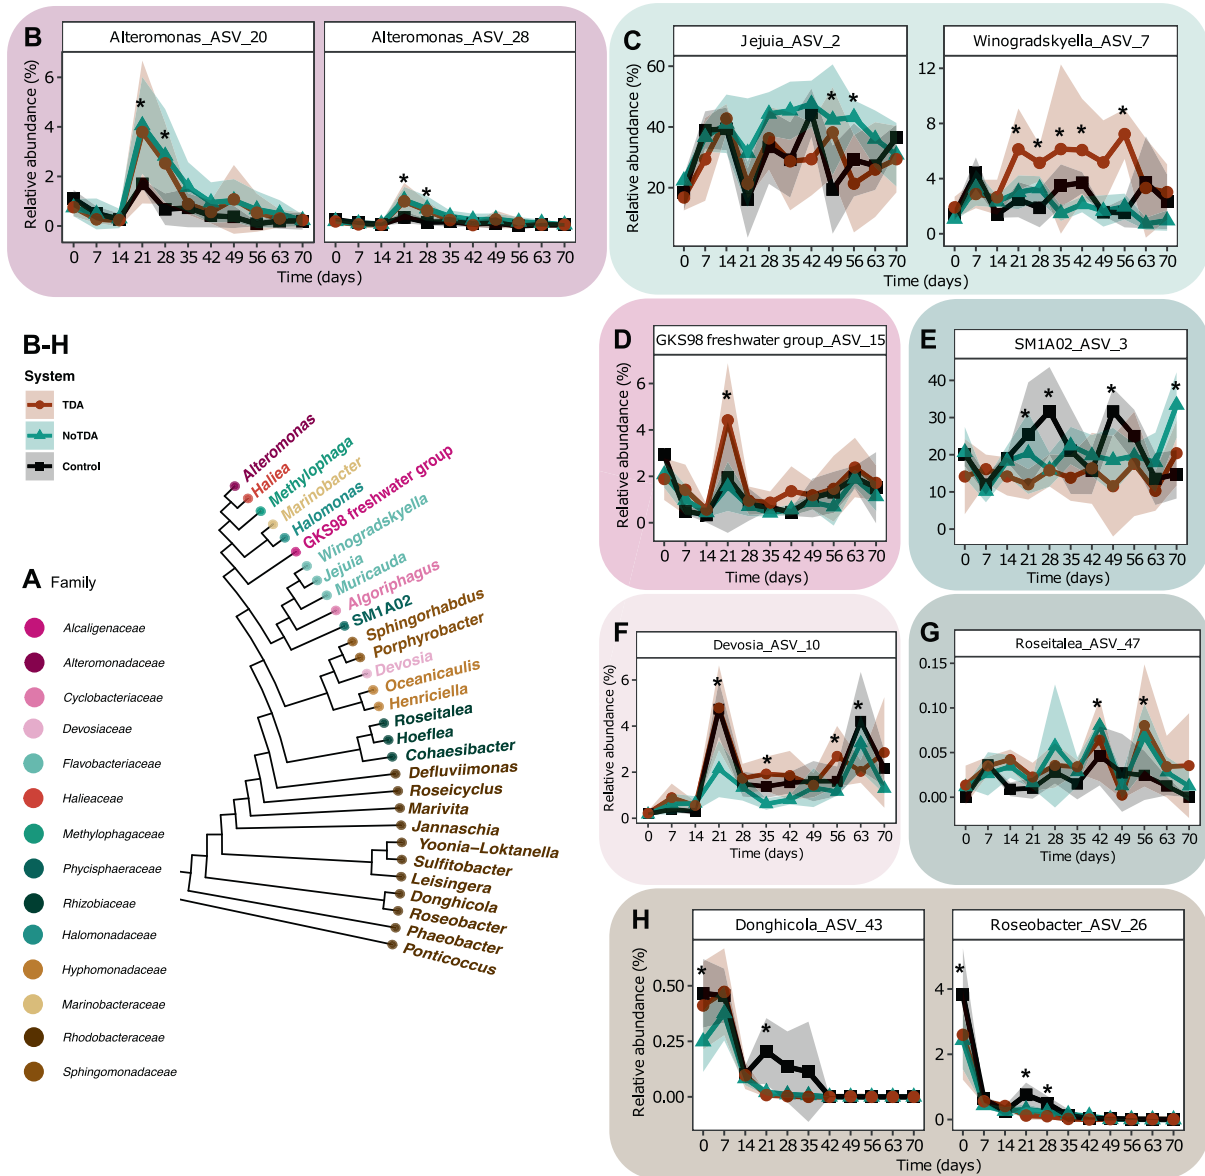 B
Alteromonas_ASV_20
Alteromonas_ASV_28
Relative abundance (%)
6
4
2
0
0 7 14 21 28 35 42 49 56 63 70
0 7 14 21 28 35 42 49 56 63 70
Time (days)
* *
* *
C
Jejuia_ASV_2
Winogradskyella_ASV_7
Relative abundance (%)
60
40
20
12
8
4
0
0 7 14 21 28 35 42 49 56 63 70
0 7 14 21 28 35 42 49 56 63 70
Time (days)
* *
* * * * *
B-H
System
TDA
NoTDA
Control
D
GKS98 freshwater group_ASV_15
Relative abundance (%)
6
4
2
0
0 7 14 21 28 35 42 49 56 63 70
Time (days)
*
E
SM1A02_ASV_3
40
30
20
10
0
0 7 14 21 28 35 42 49 56 63 70
Time (days)
* * * *
A Family
Alcaligenaceae
Alteromonadaceae
Cyclobacteriaceae
Devosiaceae
Flavobacteriaceae
Halieaceae
Methylophagaceae
Phycisphaeraceae
Rhizobiaceae
Halomonadaceae
Hyphomonadaceae
Marinobacteraceae
Rhodobacteraceae
Sphingomonadaceae
Alteromonas
Haliea
Methylophaga
Marinobacter
Halomonas
GKS98 freshwater group
Winogradskyella
Jejuia
Muricauda
Algoriphagus
SM1A02
Sphingorhabdus
Porphyrobacter
Devosia
Oceanicaulis
Henriciella
Roseitalea
Hoeflea
Cohaesibacter
Defluviimonas
Roseicyclus
Marivita
Jannaschia
Yoonia–Loktanella
Sulfitobacter
Leisingera
Donghicola
Roseobacter
Phaeobacter
Ponticoccus
F
Devosia_ASV_10
Relative abundance (%)
6
4
2
0
0 7 14 21 28 35 42 49 56 63 70
Time (days)
* * * *
G
Roseitalea_ASV_47
0.15
0.10
0.05
0.00
0 7 14 21 28 35 42 49 56 63 70
Time (days)
* *
H
Donghicola_ASV_43
Roseobacter_ASV_26
Relative abundance (%)
0.50
0.25
0.00
4
2
0
0 7 14 21 28 35 42 49 56 63 70
0 7 14 21 28 35 42 49 56 63 70
Time (days)
* *
* * *